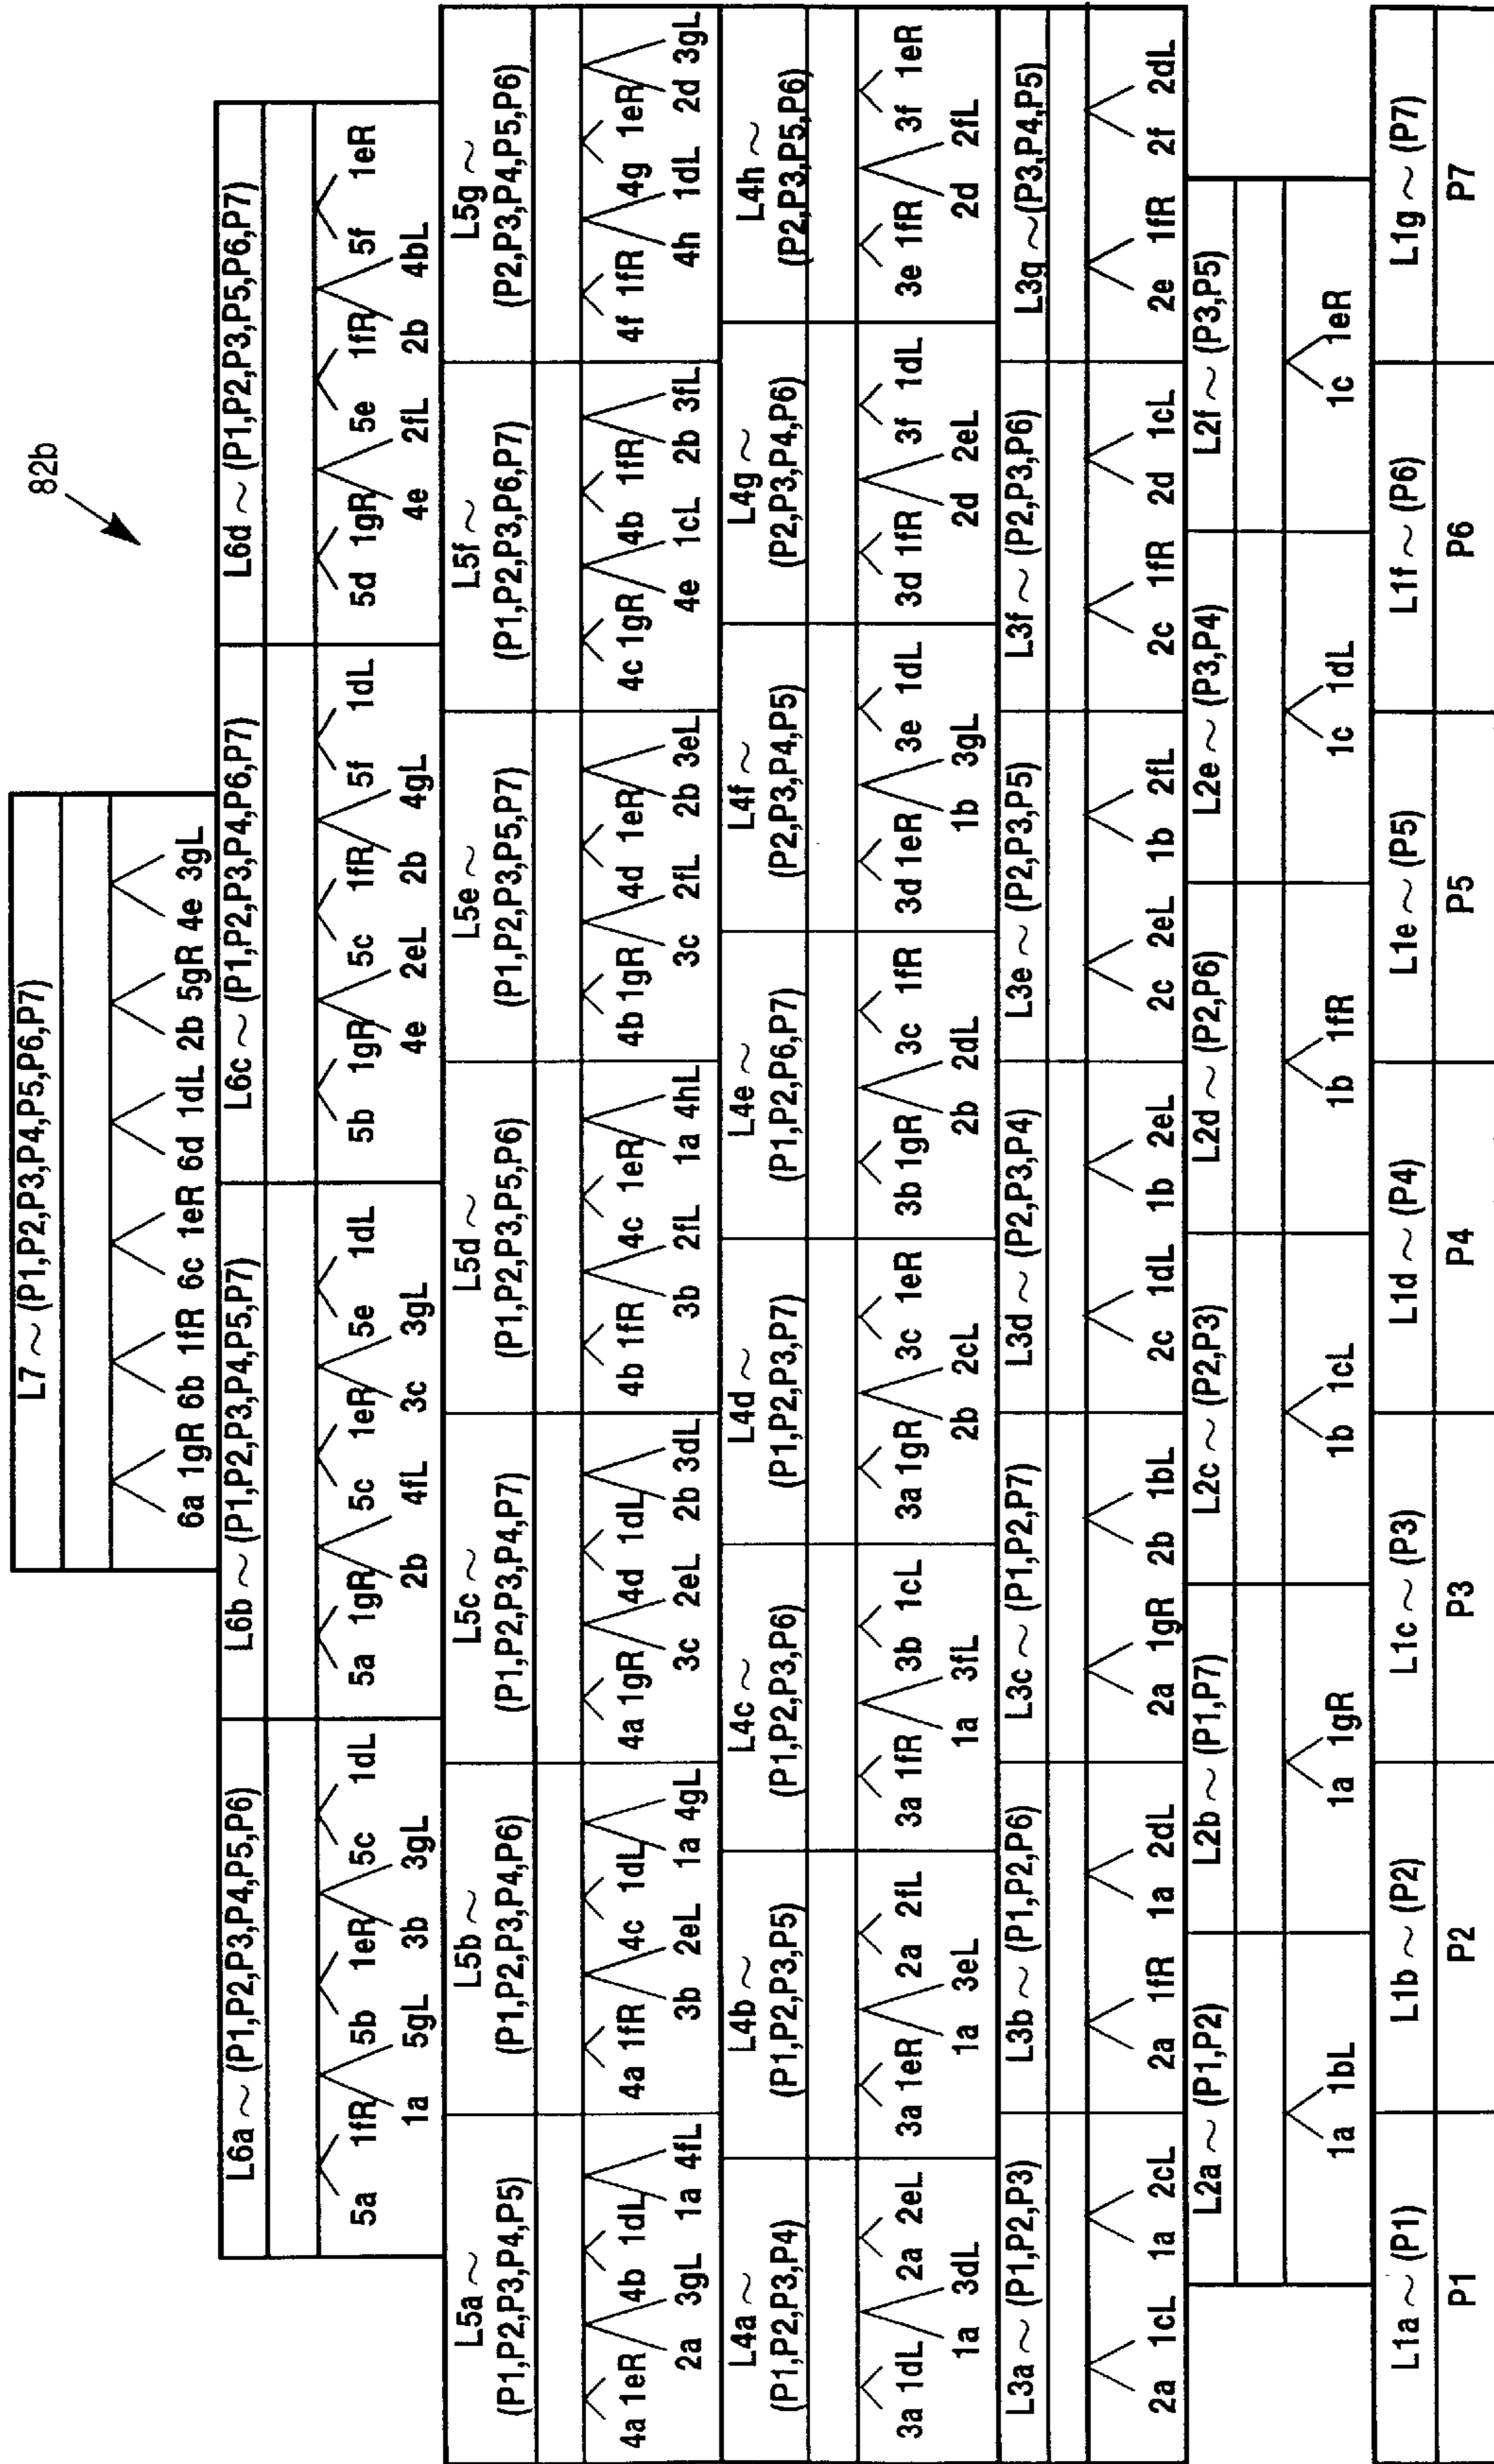 82b
L7 ~ (P1,P2,P3,P4,P5,P6,P7)
6a 1gR 6b 1fR 6c 1eR 6d 1dL 2b 5gR 4e 3gL
L6a ~ (P1,P2,P3,P4,P5,P6)
5a 1fR 5b 1eR 5c 1dL
1a 5gL 3b 3gL
L6b ~ (P1,P2,P3,P4,P5,P7)
5a 1gR 5c 1eR 5e 1dL
2b 4fL 3c 3gL
L6c ~ (P1,P2,P3,P4,P6,P7)
5b 1gR 5c 1fR 5f 1dL
4e 2eL 2b 4gL
L6d ~ (P1,P2,P3,P5,P6,P7)
5d 1gR 5e 1fR 5f 1eR
4e 2fL 2b 4bL
L5a ~
(P1,P2,P3,P4,P5)
4a 1eR 4b 1dL
2a 3gL 1a 4fL
L5b ~
(P1,P2,P3,P4,P6)
4a 1fR 4c 1dL
3b 2eL 1a 4gL
L5c ~
(P1,P2,P3,P4,P7)
4a 1gR 4d 1dL
3c 2eL 2b 3dL
L5d ~
(P1,P2,P3,P5,P6)
4b 1fR 4c 1eR
3b 2fL 1a 4hL
L5e ~
(P1,P2,P3,P5,P7)
4b 1gR 4d 1eR
3c 2fL 2b 3eL
L5f ~
(P1,P2,P3,P6,P7)
4c 1gR 4b 1fR
4e 1cL 2b 3fL
L5g ~
(P2,P3,P4,P5,P6)
4f 1fR 4g 1eR
4h 1dL 2d 3gL
L4a ~
(P1,P2,P3,P4)
3a 1dL 2a 2eL
1a 3dL
L4b ~
(P1,P2,P3,P5)
3a 1eR 2a 2fL
1a 3eL
L4c ~
(P1,P2,P3,P6)
3a 1fR 3b 1cL
1a 3fL
L4d ~
(P1,P2,P3,P7)
3a 1gR 3c 1eR
2b 2cL
L4e ~
(P1,P2,P6,P7)
3b 1gR 3c 1fR
2b 2dL
L4f ~
(P2,P3,P4,P5)
3d 1eR 3e 1dL
1b 3gL
L4g ~
(P2,P3,P4,P6)
3d 1fR 3f 1dL
2d 2eL
L4h ~
(P2,P3,P5,P6)
3e 1fR 3f 1eR
2d 2fL
L3a ~ (P1,P2,P3)
2a 1cL 1a 2cL
L3b ~ (P1,P2,P6)
2a 1fR 1a 2dL
L3c ~ (P1,P2,P7)
2a 1gR 2b 1bL
L3d ~ (P2,P3,P4)
2c 1dL 1b 2eL
L3e ~ (P2,P3,P5)
2c 2eL 1b 2fL
L3f ~ (P2,P3,P6)
2c 1fR 2d 1cL
L3g ~ (P3,P4,P5)
2e 1fR 2f 2dL
L2a ~ (P1,P2)
1a 1bL
L2b ~ (P1,P7)
1a 1gR
L2c ~ (P2,P3)
1b 1cL
L2d ~ (P2,P6)
1b 1fR
L2e ~ (P3,P4)
1c 1dL
L2f ~ (P3,P5)
1c 1eR
L1a ~ (P1)
P1
L1b ~ (P2)
P2
L1c ~ (P3)
P3
L1d ~ (P4)
P4
L1e ~ (P5)
P5
L1f ~ (P6)
P6
L1g ~ (P7)
P7